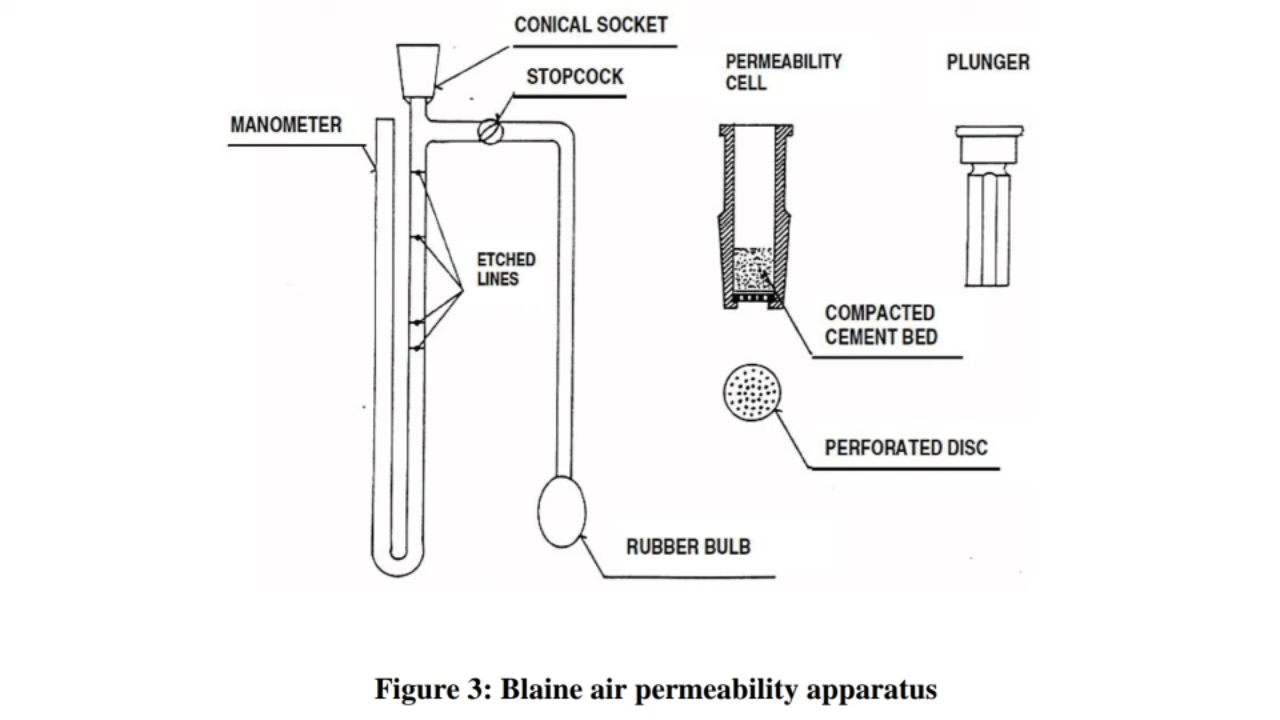 CONICAL SOCKET
STOPCOCK
MANOMETER
ETCHED
LINES
RUBBER BULB
PERMEABILITY
CELL
PLUNGER
COMPACTED
CEMENT BED
PERFORATED DISC
Figure 3: Blaine air permeability apparatus